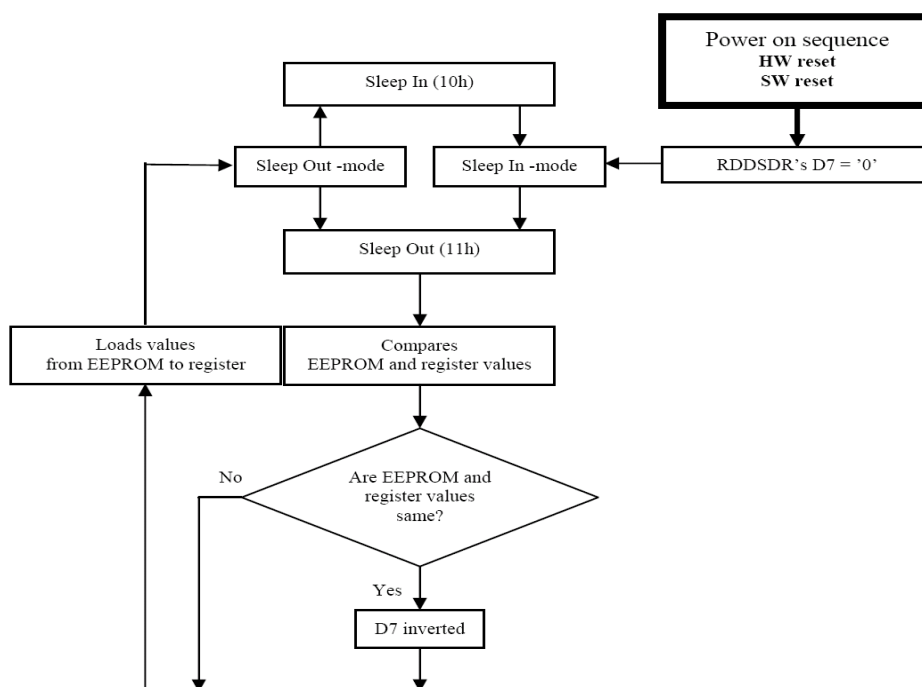 Power on sequence
HW reset
SW reset
Sleep In (10h)
Sleep Out -mode
Sleep In -mode
RDDSDR's D7 = '0'
Sleep Out (11h)
Loads values
from EEPROM to register
Compares
EEPROM and register values
No
Are EEPROM and
register values
same?
Yes
D7 inverted